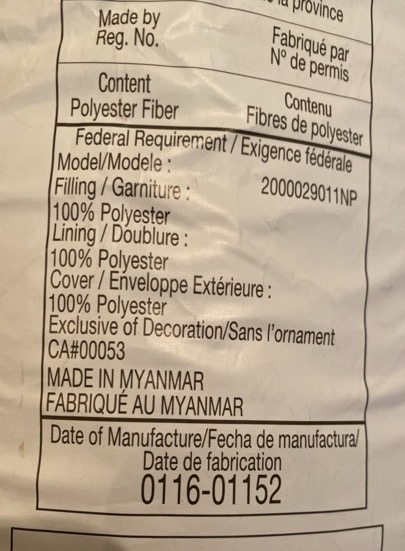 la province
Made by
Reg. No.
Fabriqué par
N° de permis
Content
Polyester Fiber
Contenu
Fibres de polyester
Federal Requirement / Exigence fédérale
Model/Modele :
2000029011NP
Filling / Garniture :
100% Polyester
Lining / Doublure :
100% Polyester
Cover / Enveloppe Extérieure :
100% Polyester
Exclusive of Decoration/Sans l'ornament
CA#00053
MADE IN MYANMAR
FABRIQUÉ AU MYANMAR
Date of Manufacture/Fecha de manufactura/
Date de fabrication
0116-01152